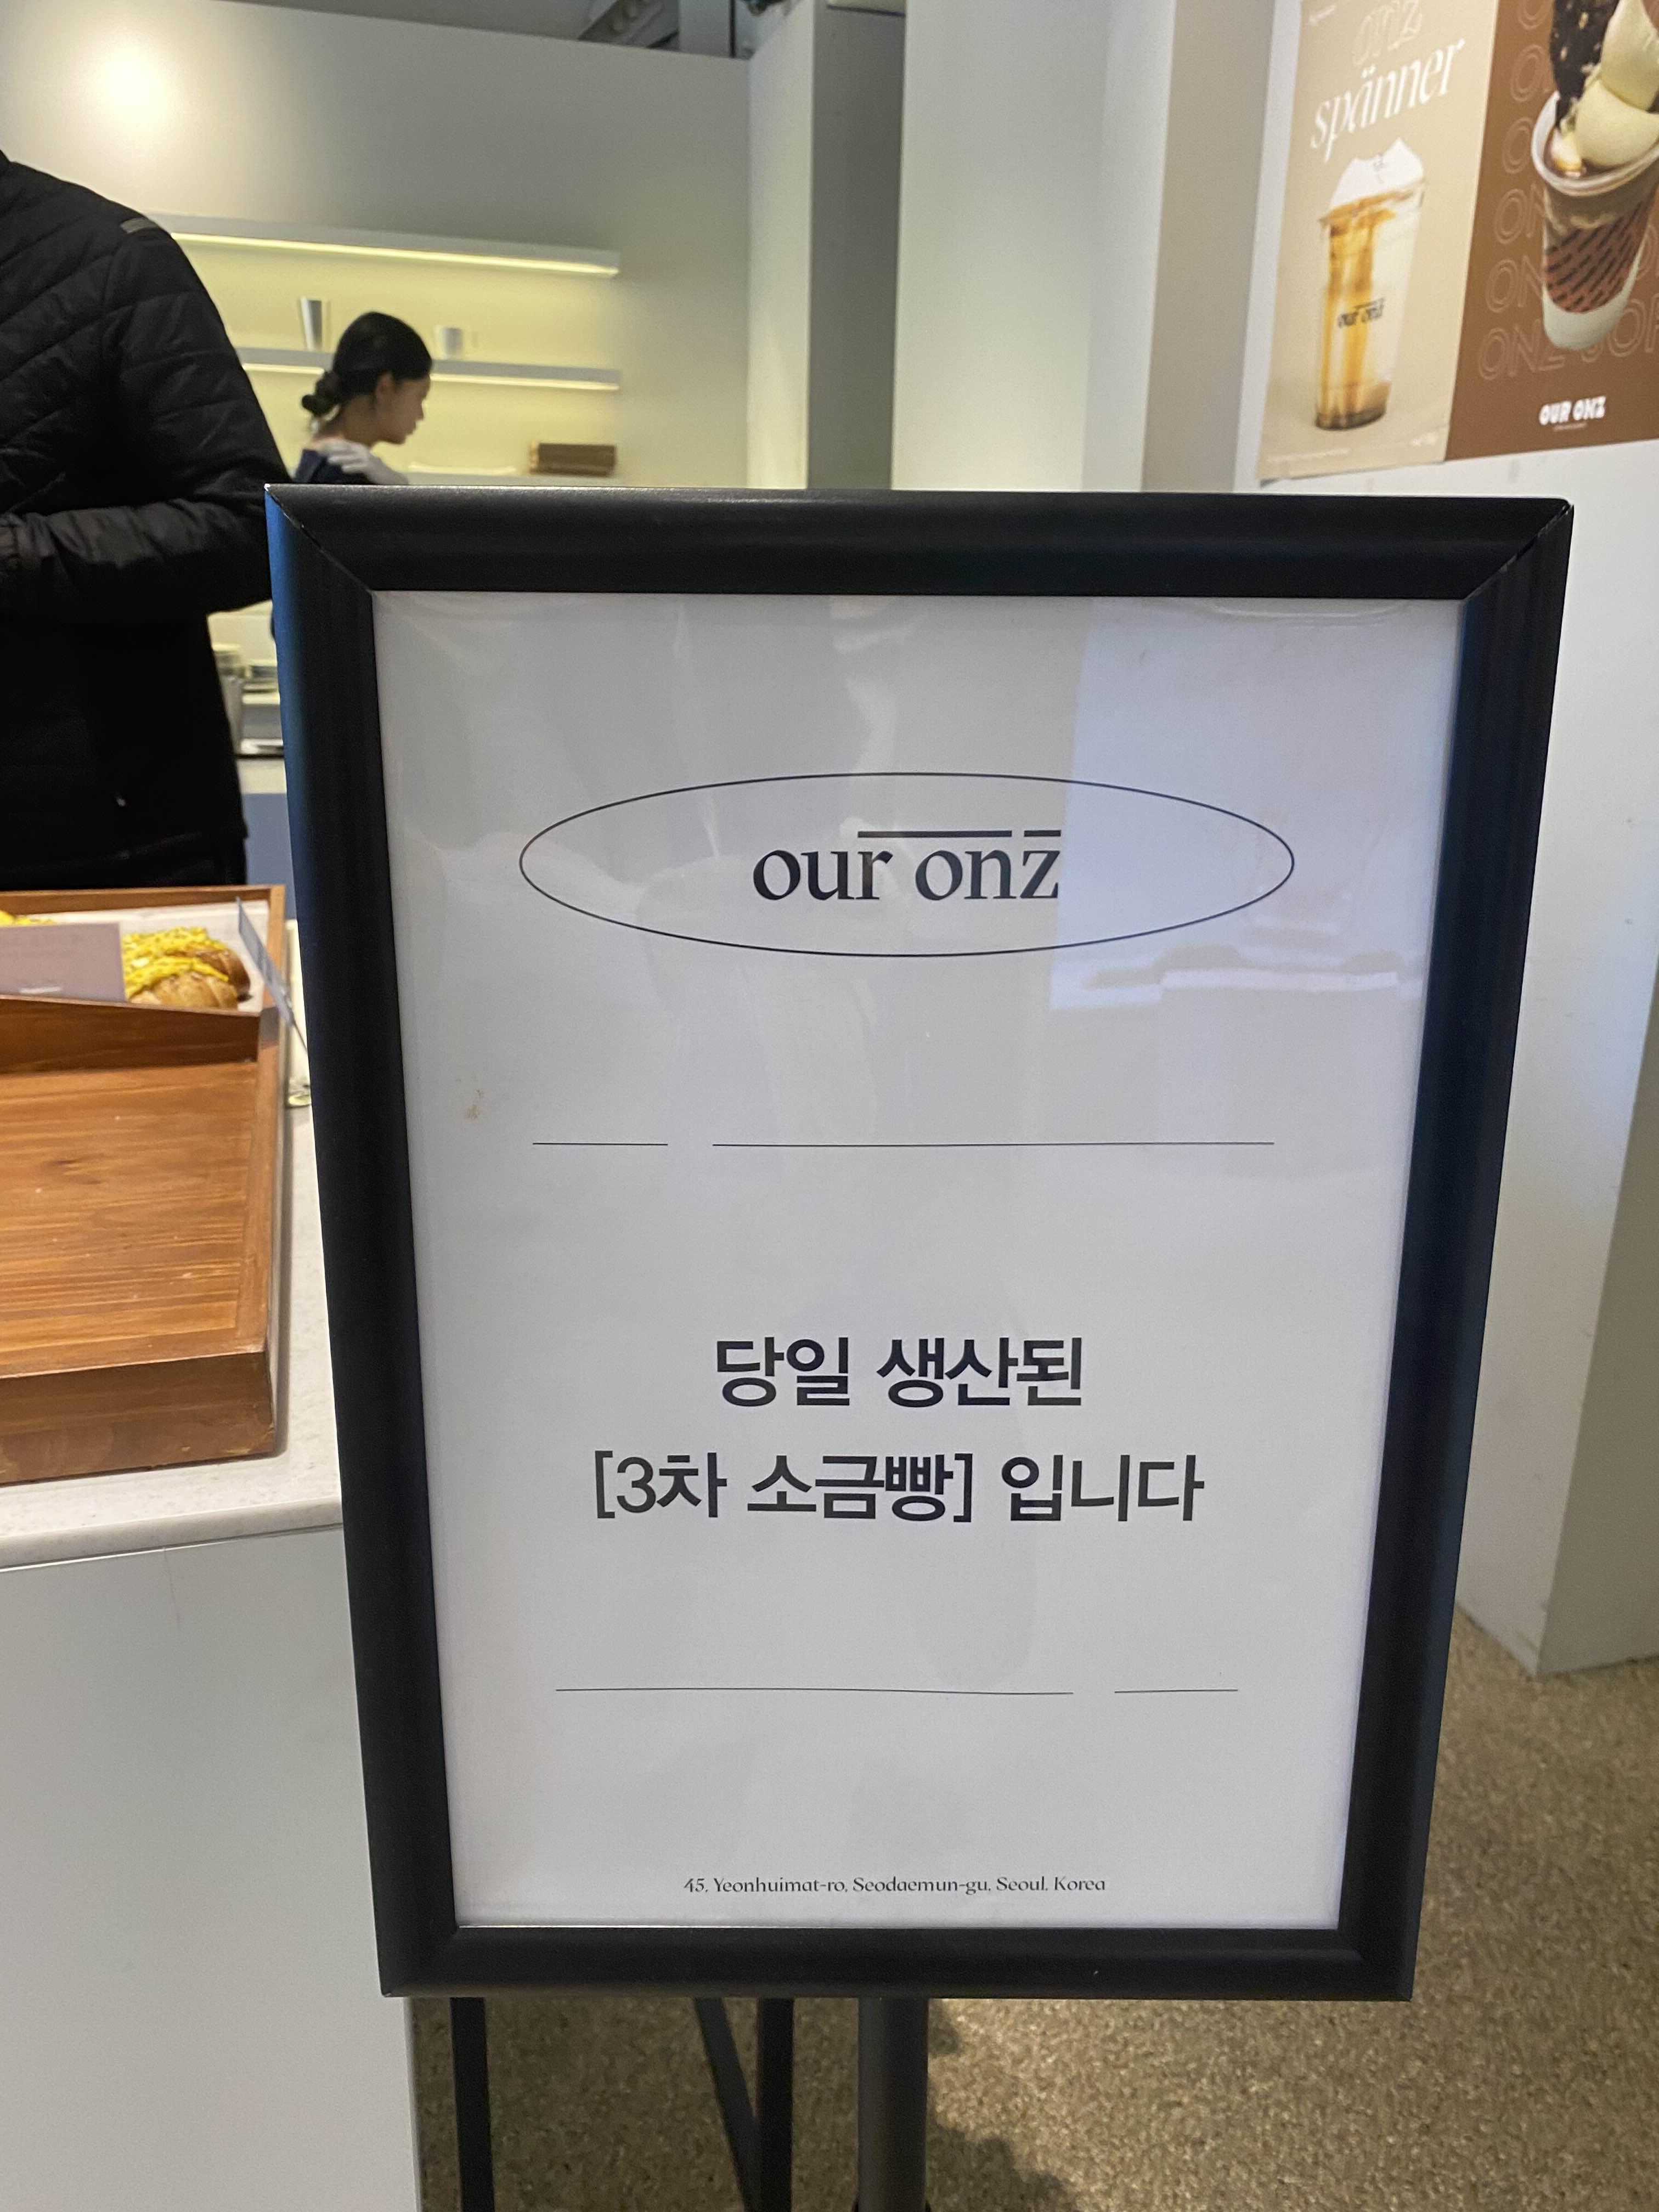 onz
spänner
our onz
OUR ONZ
our onz
당일 생산된
[3차 소금빵] 입니다
45, Yeonhuimat-ro, Seodaemun-gu, Seoul, Korea